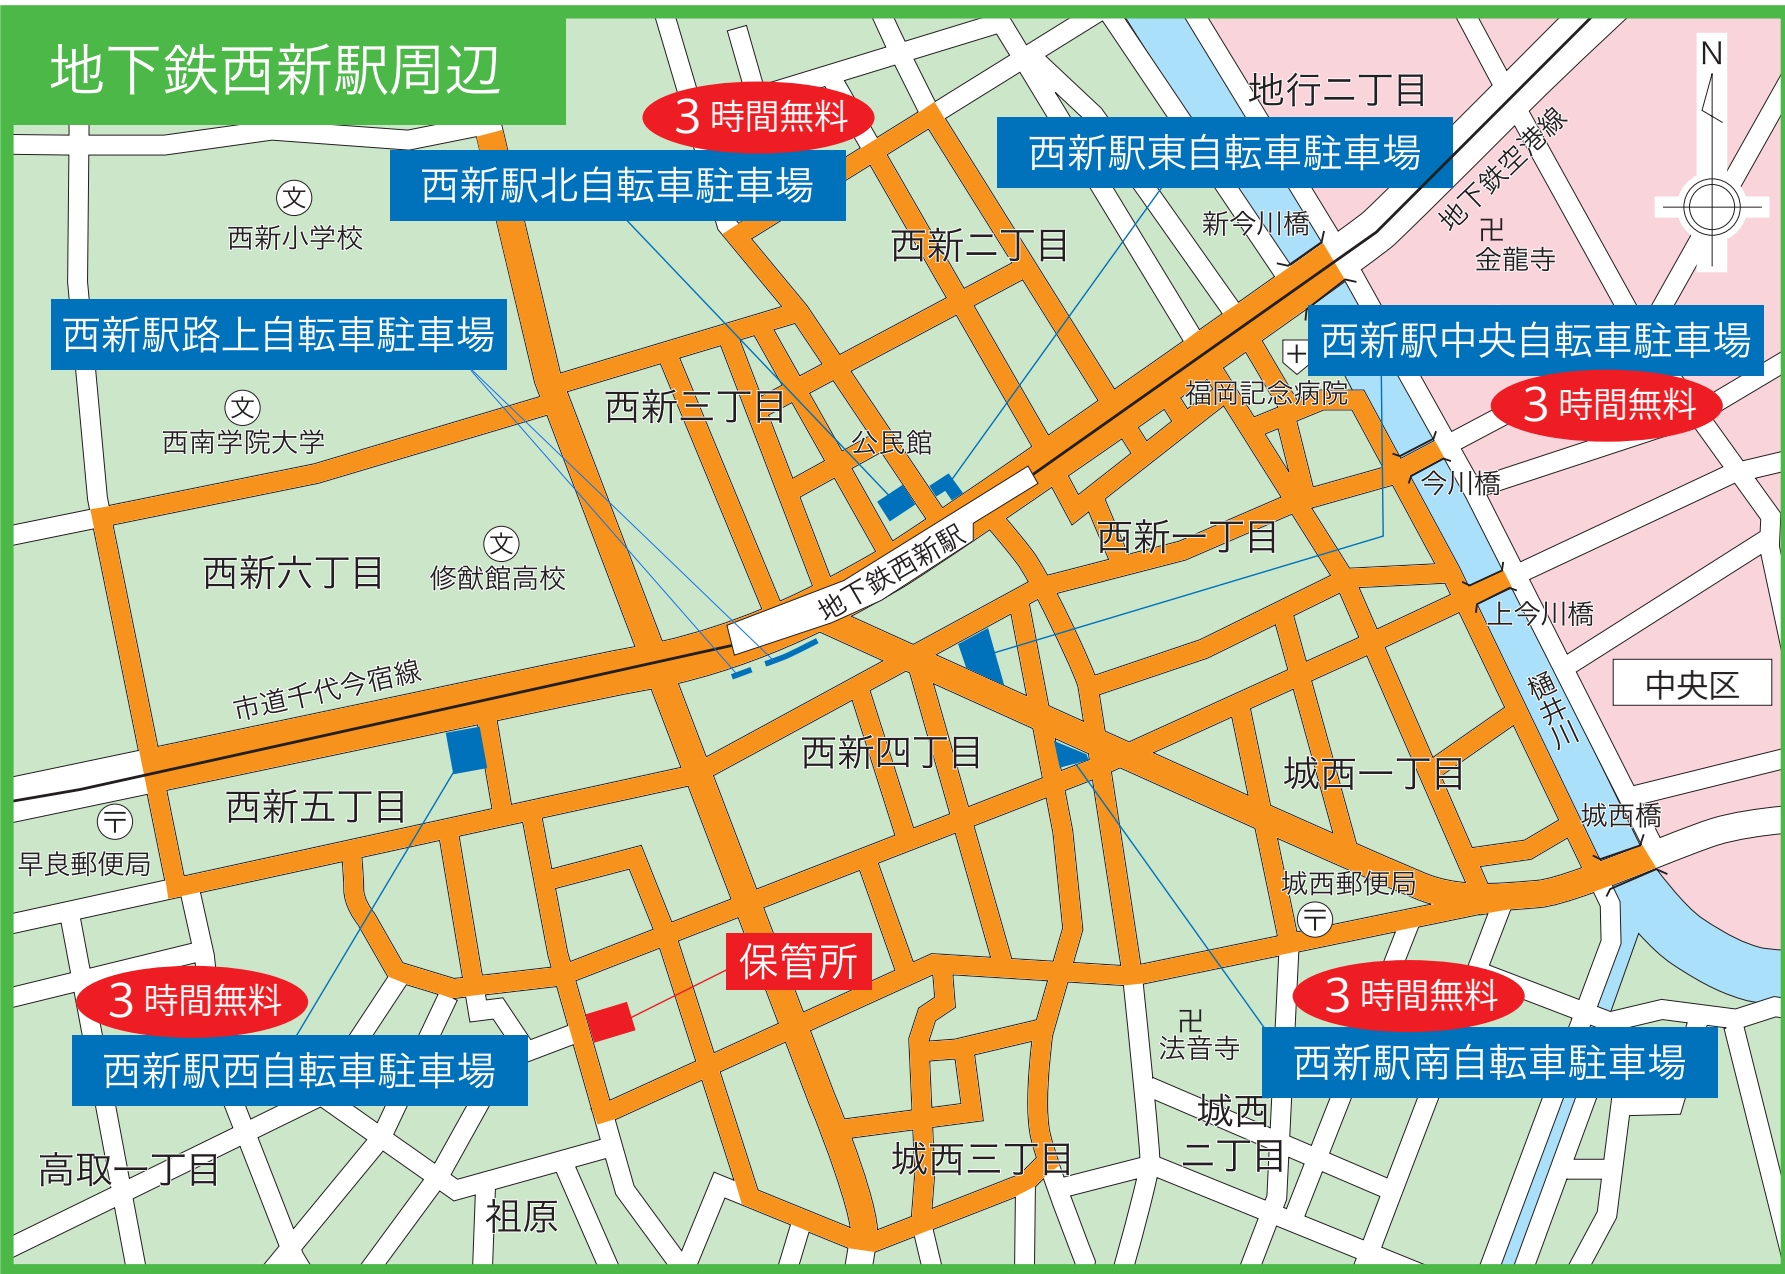 地下鉄西新駅周辺
N
3時間無料
地行二丁目
西新駅東自転車駐車場
西新駅北自転車駐車場
地下鉄空港線
文
西新小学校
新今川橋
卍
金龍寺
西新二丁目
西新駅路上自転車駐車場
西新駅中央自転車駐車場
福岡記念病院
3時間無料
文
西南学院大学
西新三丁目
公民館
今川橋
文
修猷館高校
西新六丁目
西新一丁目
地下鉄西新駅
上今川橋
市道千代今宿線
樋井川
中央区
西新四丁目
城西一丁目
西新五丁目
〒
早良郵便局
城西橋
城西郵便局
〒
保管所
3時間無料
西新駅西自転車駐車場
3時間無料
西新駅南自転車駐車場
卍
法音寺
城西
二丁目
城西三丁目
高取一丁目
祖原